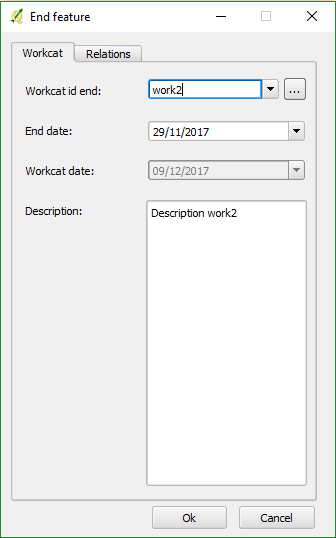 End feature
Workcat Relations
Workcat id end: work2 ...
End date: 29/11/2017
Workcat date: 09/12/2017
Description: Description work2
Ok Cancel